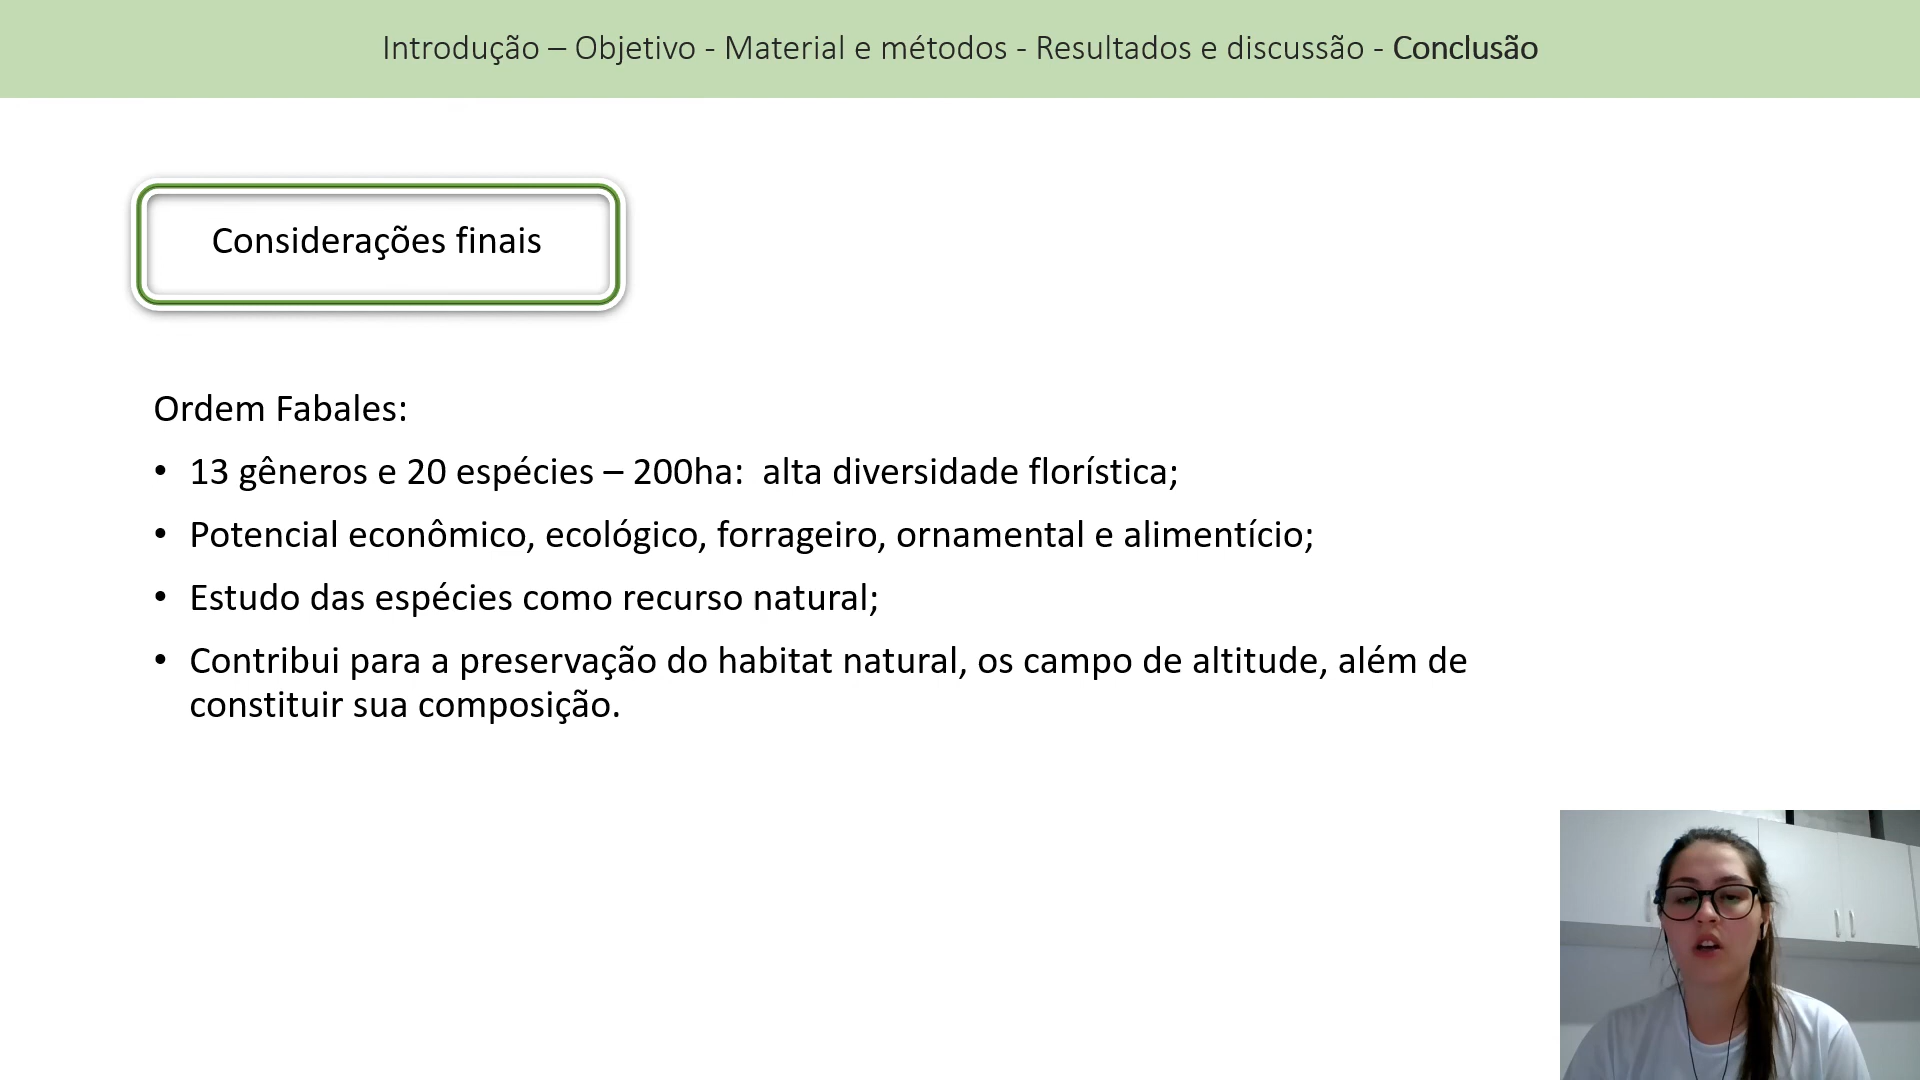 Introdução – Objetivo - Material e métodos - Resultados e discussão - Conclusão
Considerações finais
Ordem Fabales:
• 13 gêneros e 20 espécies – 200ha:  alta diversidade florística;
• Potencial econômico, ecológico, forrageiro, ornamental e alimentício;
• Estudo das espécies como recurso natural;
• Contribui para a preservação do habitat natural, os campo de altitude, além de
constituir sua composição.